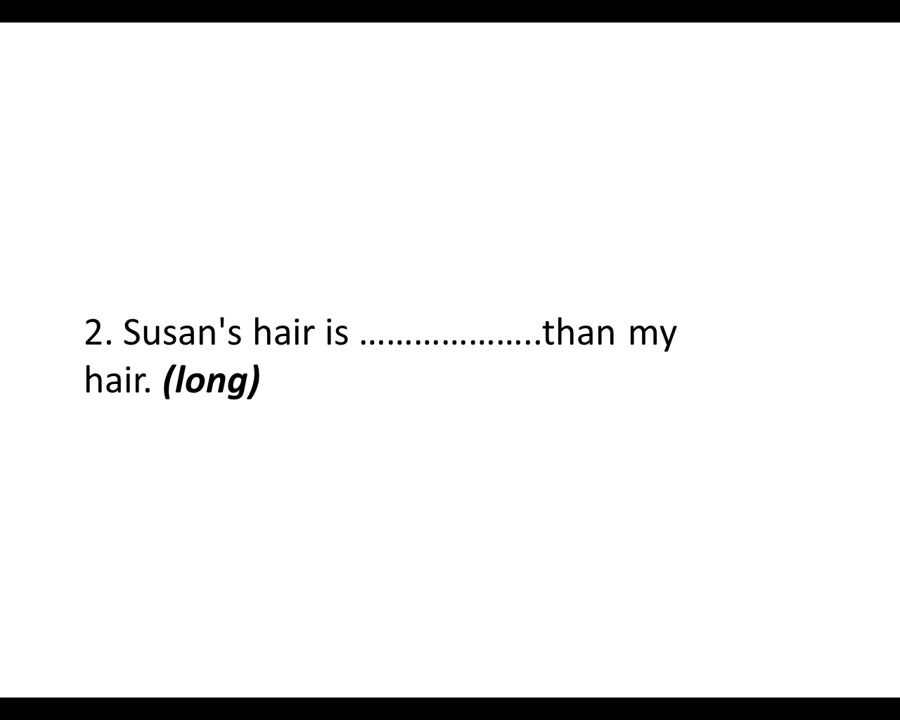 2. Susan's hair is ………………..than my
hair. (long)